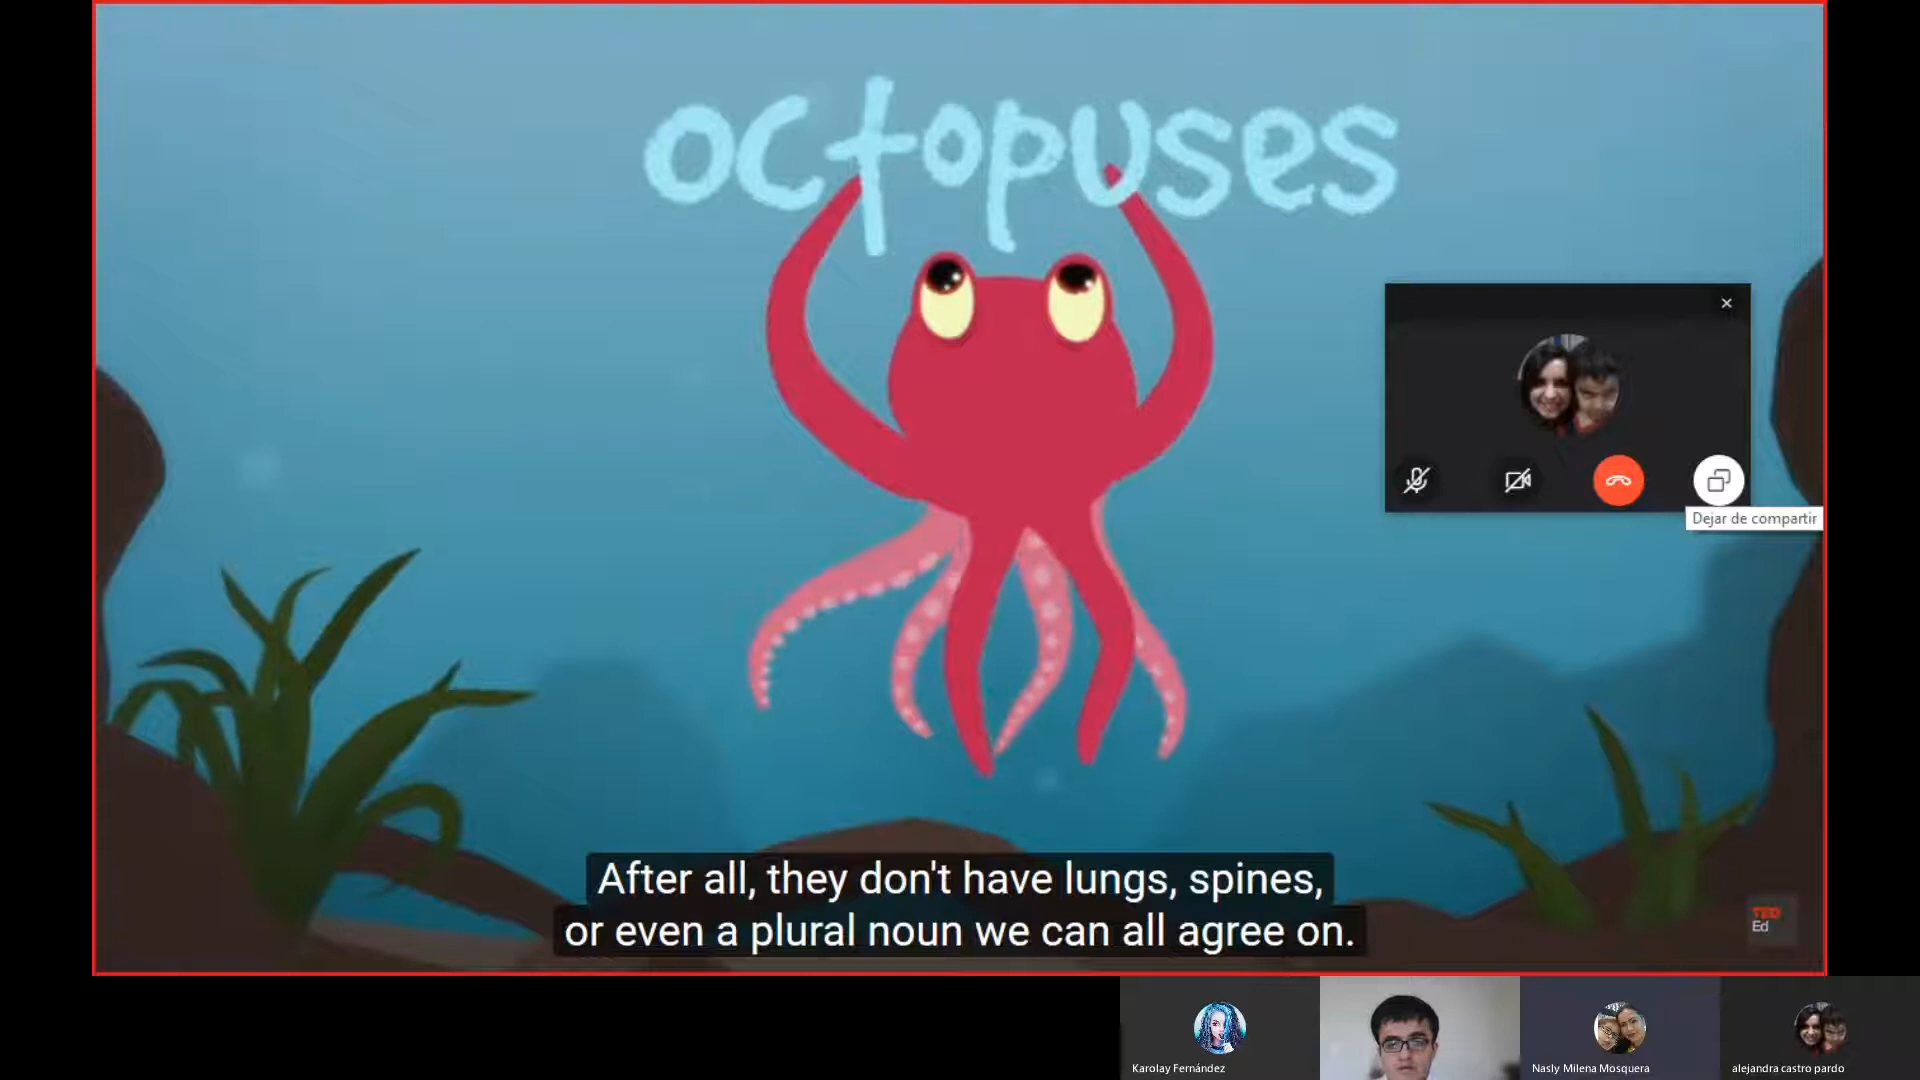 octopuses
Dejar de compartir
After all, they don't have lungs, spines,
or even a plural noun we can all agree on.
TED
Ed
Karolay Fernández
Nasly Milena Mosquera
alejandra castro pardo